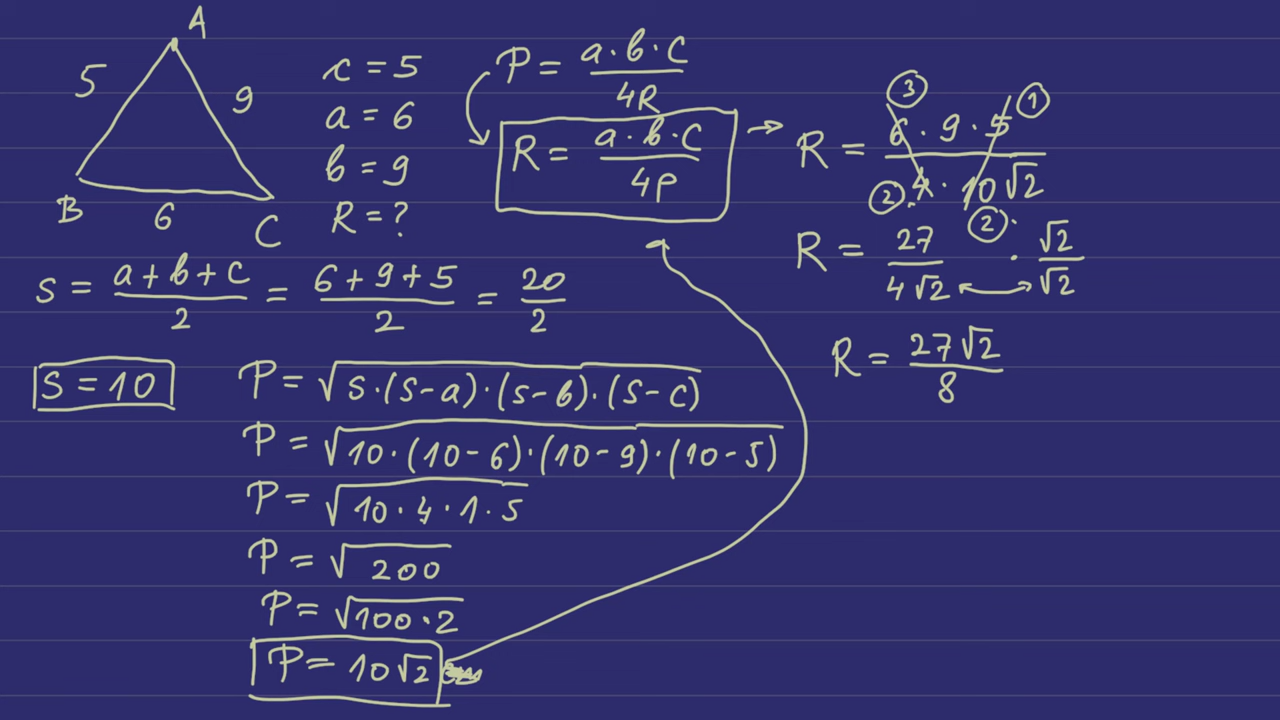 A
5
9
B
6
C
c = 5
a = 6
b = 9
R = ?
P = a·b·c / 4R
R = a·b·c / 4P
s = a+b+c / 2 = 6+9+5 / 2 = 20 / 2
S = 10
P = √s·(s-a)·(s-b)·(s-c)
P = √10·(10-6)·(10-9)·(10-5)
P = √10·4·1·5
P = √200
P = √100·2
P = 10√2
③ ①
R = 6·9·5 / 4·10√2
② ②
R = 27 / 4√2 · √2 / √2
R = 27√2 / 8